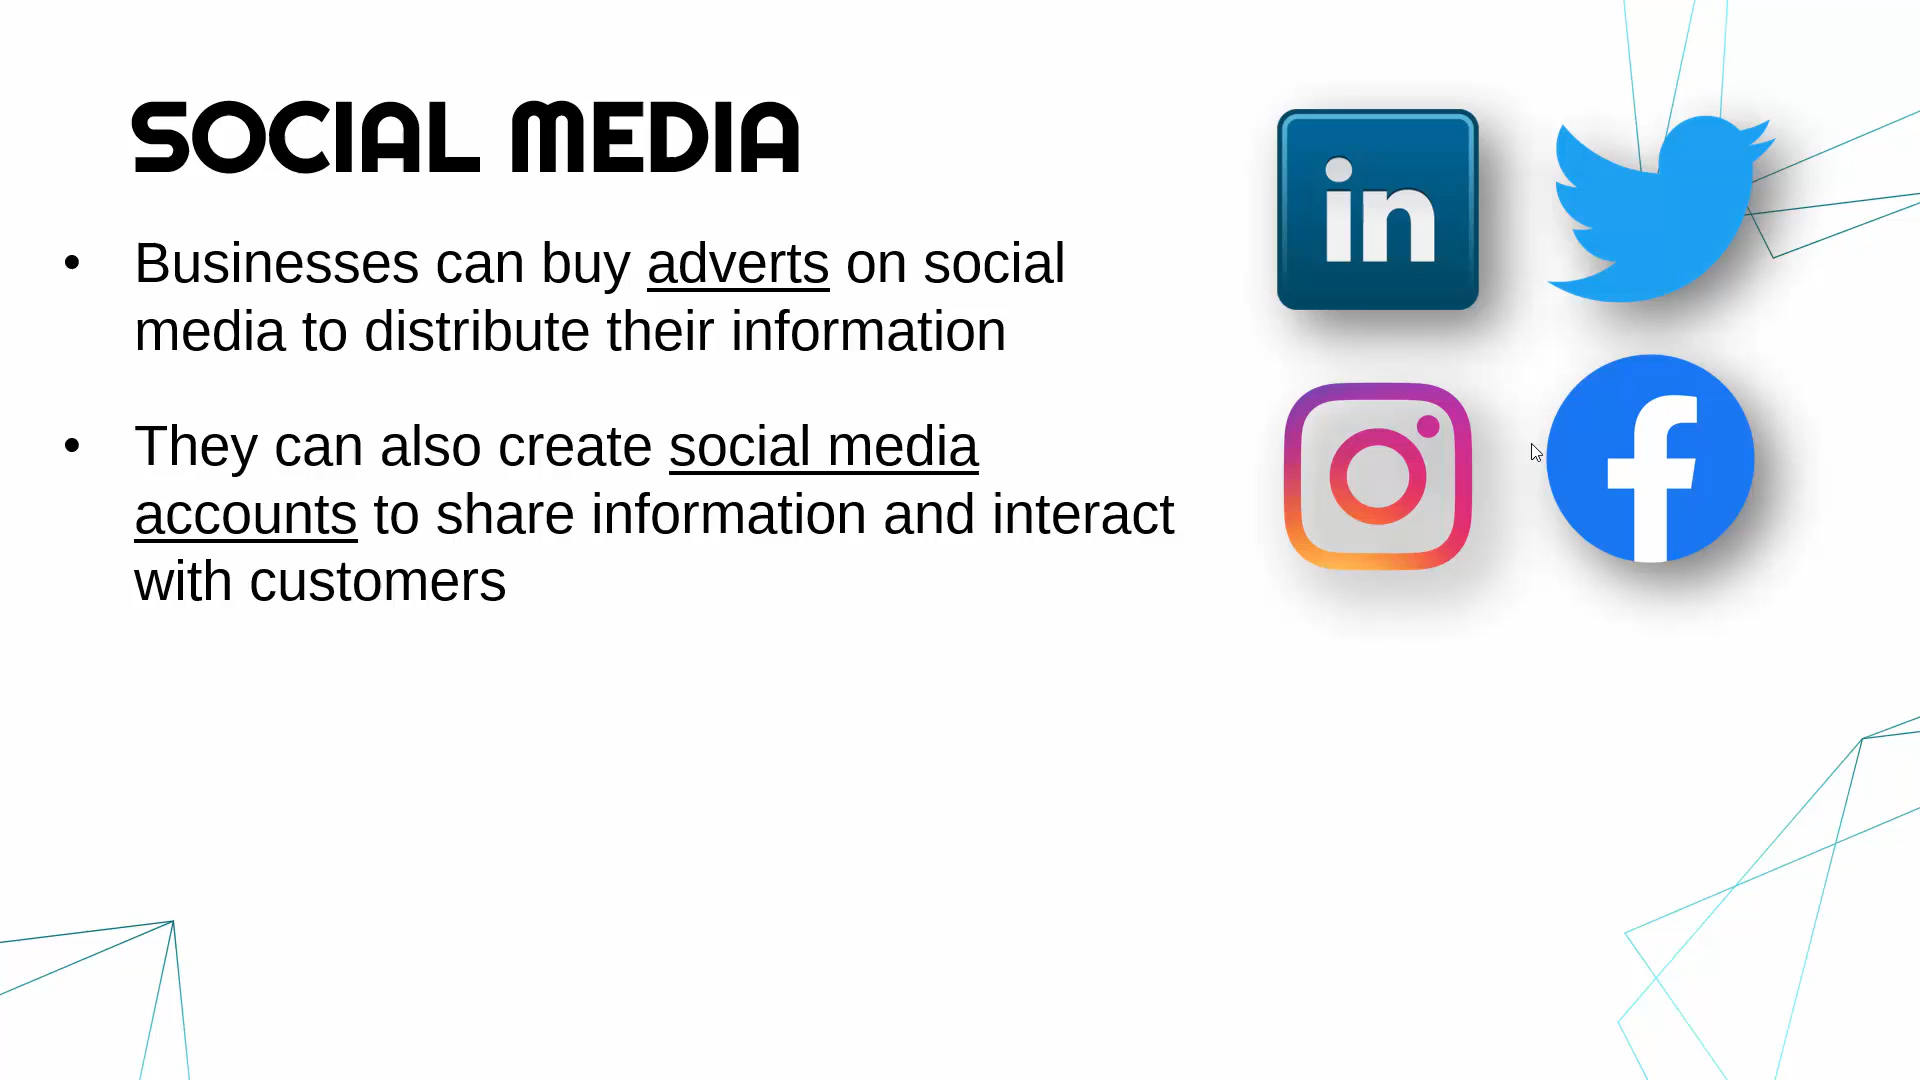 SOCIAL MEDIA
• Businesses can buy adverts on social
media to distribute their information
• They can also create social media
accounts to share information and interact
with customers
in
f